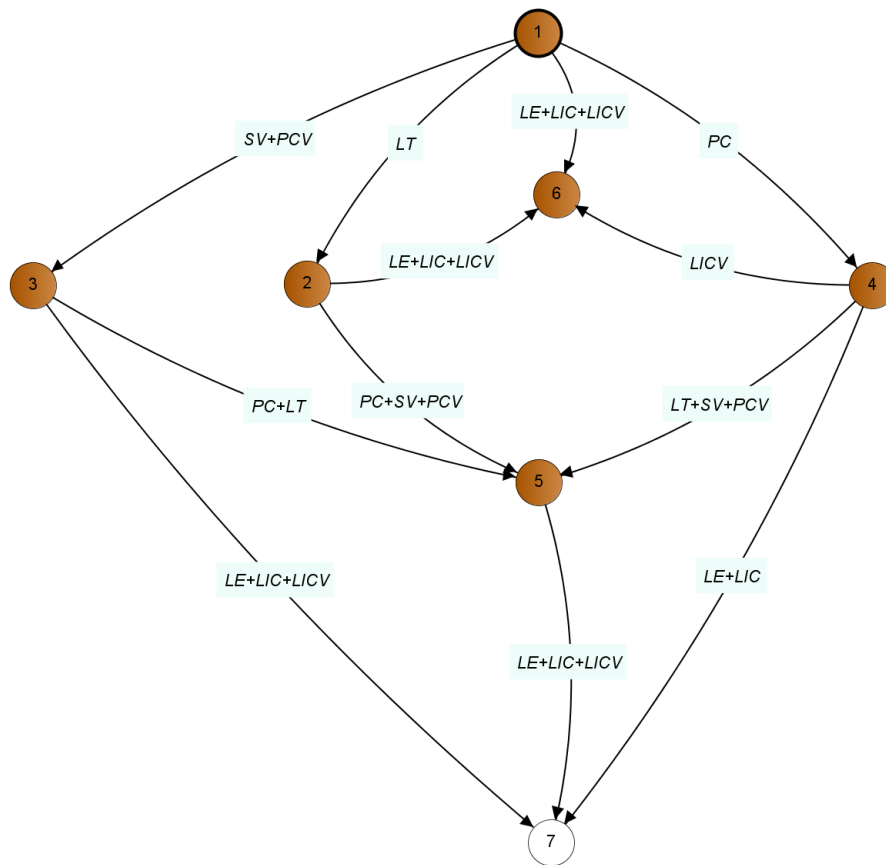 1
LE+LIC+LICV
SV+PCV
LT
PC
6
LE+LIC+LICV
LICV
3
2
4
PC+LT
PC+SV+PCV
LT+SV+PCV
5
LE+LIC+LICV
LE+LIC
LE+LIC+LICV
7